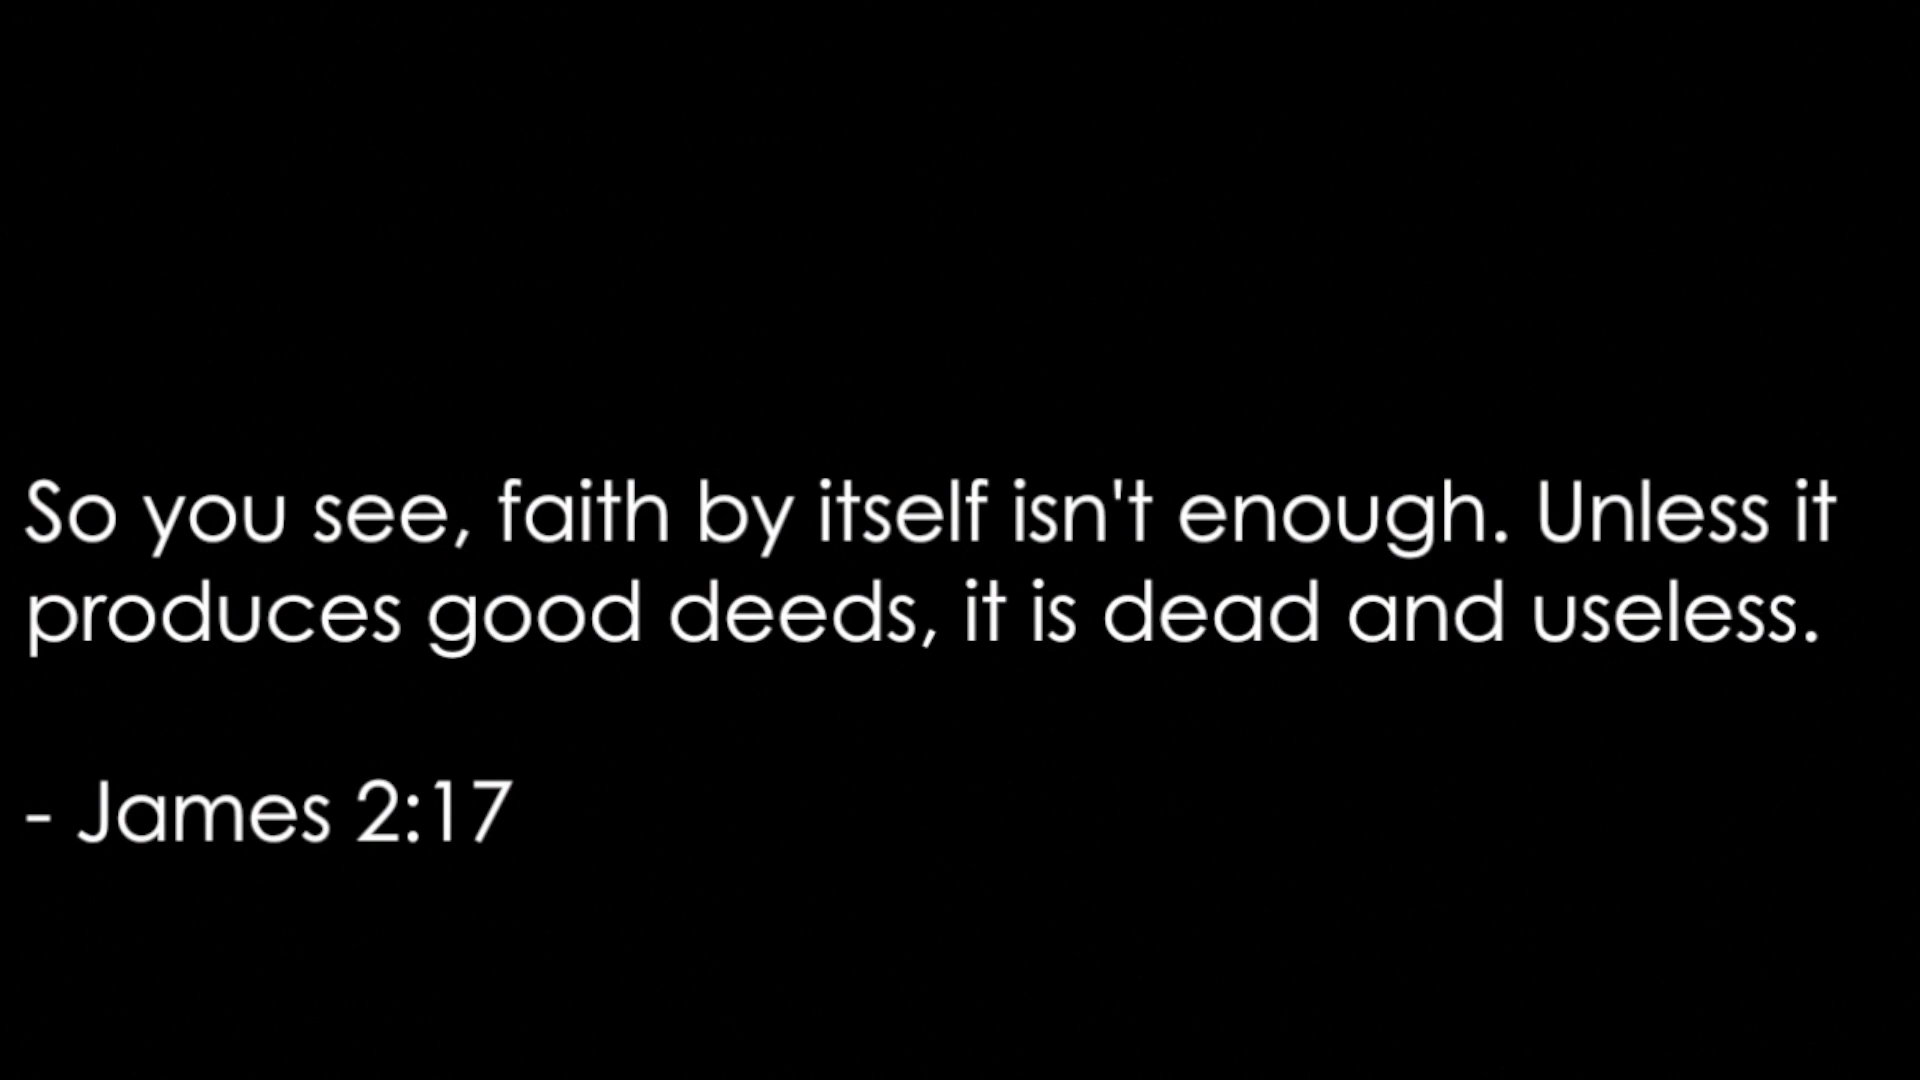 So you see, faith by itself isn't enough. Unless it
produces good deeds, it is dead and useless.
- James 2:17